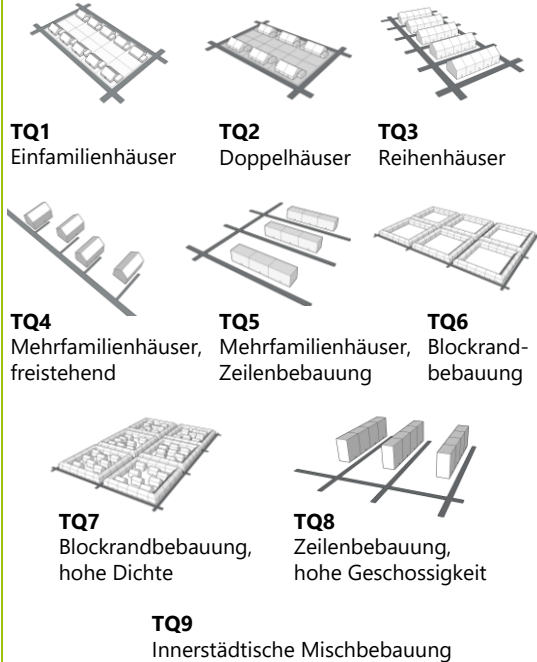 TQ1
Einfamilienhäuser
TQ2
Doppelhäuser
TQ3
Reihenhäuser
TQ4
Mehrfamilienhäuser,
freistehend
TQ5
Mehrfamilienhäuser,
Zeilenbebauung
TQ6
Blockrand-
bebauung
TQ7
Blockrandbebauung,
hohe Dichte
TQ8
Zeilenbebauung,
hohe Geschossigkeit
TQ9
Innerstädtische Mischbebauung